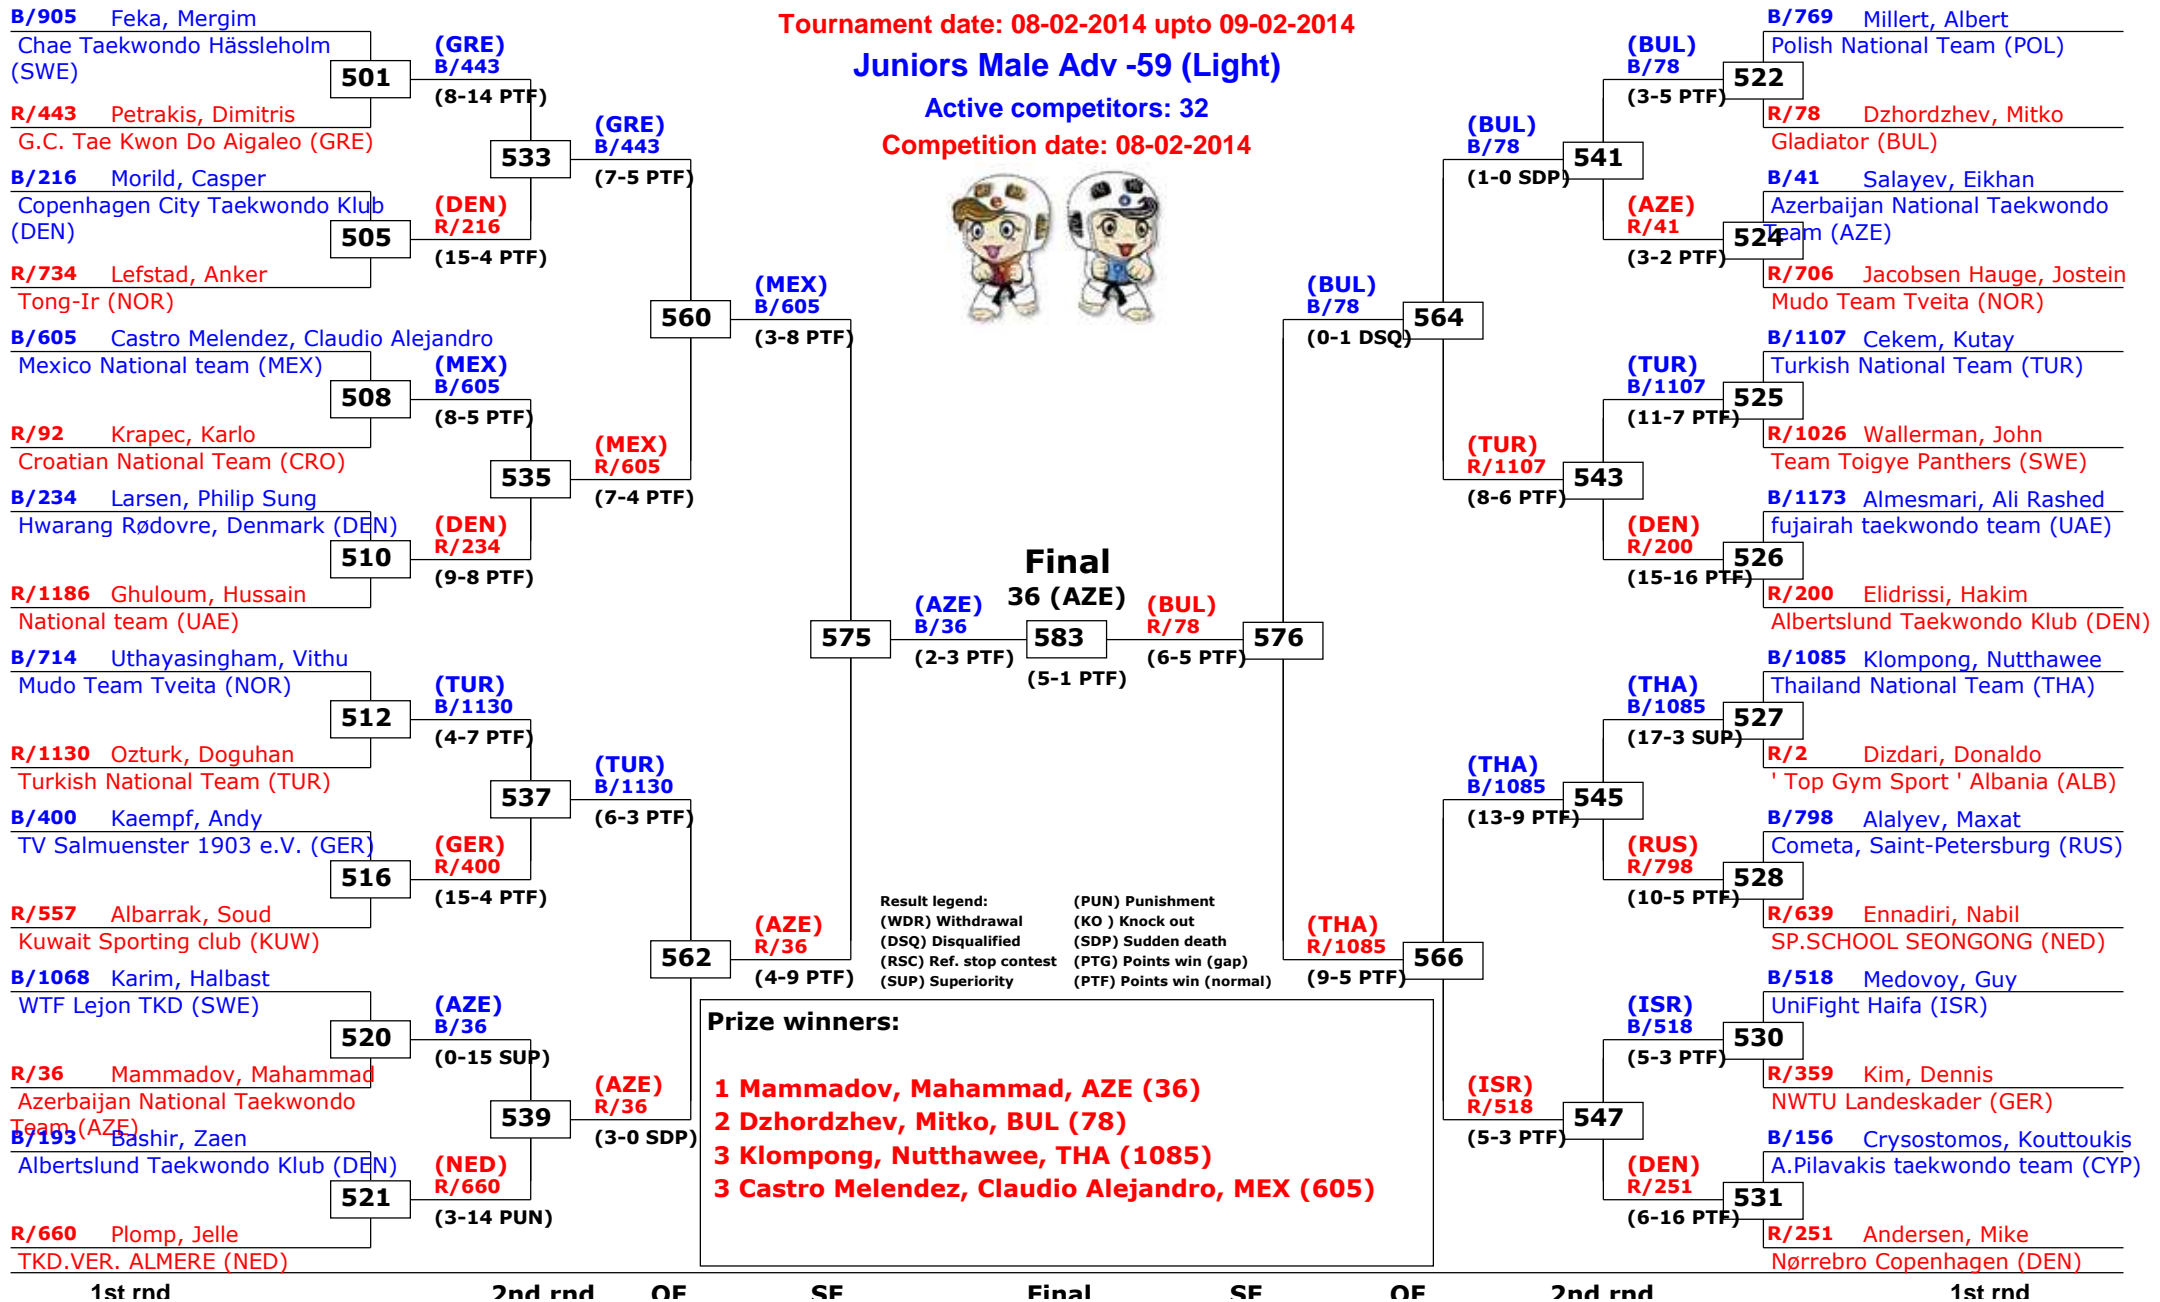 Tournament date: 08-02-2014 upto 09-02-2014
Juniors Male Adv -59 (Light)
Active competitors: 32
Competition date: 08-02-2014
B/905 Feka, Mergim
Chae Taekwondo Hässleholm
(SWE)
501
R/443 Petrakis, Dimitris
G.C. Tae Kwon Do Aigaleo (GRE)
B/216 Morild, Casper
Copenhagen City Taekwondo Klub
(DEN)
505
R/734 Lefstad, Anker
Tong-Ir (NOR)
B/605 Castro Melendez, Claudio Alejandro
Mexico National team (MEX)
508
R/92 Krapec, Karlo
Croatian National Team (CRO)
B/234 Larsen, Philip Sung
Hwarang Rødovre, Denmark (DEN)
510
R/1186 Ghuloum, Hussain
National team (UAE)
B/714 Uthayasingham, Vithu
Mudo Team Tveita (NOR)
512
R/1130 Ozturk, Doguhan
Turkish National Team (TUR)
B/400 Kaempf, Andy
TV Salmuenster 1903 e.V. (GER)
516
R/557 Albarrak, Soud
Kuwait Sporting club (KUW)
B/1068 Karim, Halbast
WTF Lejon TKD (SWE)
520
R/36 Mammadov, Mahammad
Azerbaijan National Taekwondo
Team (AZE)
B/193 Bashir, Zaen
Albertslund Taekwondo Klub (DEN)
521
R/660 Plomp, Jelle
TKD.VER. ALMERE (NED)
(GRE)
B/443
(8-14 PTF)
533
(DEN)
R/216
(15-4 PTF)
(MEX)
B/605
(8-5 PTF)
535
(DEN)
R/234
(9-8 PTF)
(TUR)
B/1130
(4-7 PTF)
537
(GER)
R/400
(15-4 PTF)
(AZE)
B/36
(0-15 SUP)
539
(NED)
R/660
(3-14 PUN)
(GRE)
B/443
(7-5 PTF)
560
(MEX)
R/605
(7-4 PTF)
(TUR)
B/1130
(6-3 PTF)
562
(AZE)
R/36
(3-0 SDP)
(MEX)
B/605
(3-8 PTF)
575
(AZE)
R/36
(4-9 PTF)
(AZE)
B/36
(2-3 PTF)
Final
36 (AZE)
583
(5-1 PTF)
(BUL)
R/78
(6-5 PTF)
576
(BUL)
B/78
(0-1 DSQ)
564
(THA)
R/1085
(9-5 PTF)
566
(BUL)
B/78
(1-0 SDP)
541
(TUR)
R/1107
(8-6 PTF)
543
(THA)
B/1085
(13-9 PTF)
545
(ISR)
R/518
(5-3 PTF)
547
(BUL)
B/78
(3-5 PTF)
522
(AZE)
R/41
(3-2 PTF)
524
(TUR)
B/1107
(11-7 PTF)
525
(DEN)
R/200
(15-16 PTF)
526
(THA)
B/1085
(17-3 SUP)
527
(RUS)
R/798
(10-5 PTF)
528
(ISR)
B/518
(5-3 PTF)
530
(DEN)
R/251
(6-16 PTF)
531
B/769 Millert, Albert
Polish National Team (POL)
R/78 Dzhordzhev, Mitko
Gladiator (BUL)
B/41 Salayev, Eikhan
Azerbaijan National Taekwondo
Team (AZE)
R/706 Jacobsen Hauge, Jostein
Mudo Team Tveita (NOR)
B/1107 Cekem, Kutay
Turkish National Team (TUR)
R/1026 Wallerman, John
Team Toigye Panthers (SWE)
B/1173 Almesmari, Ali Rashed
fujairah taekwondo team (UAE)
R/200 Elidrissi, Hakim
Albertslund Taekwondo Klub (DEN)
B/1085 Klompong, Nutthawee
Thailand National Team (THA)
R/2 Dizdari, Donaldo
' Top Gym Sport ' Albania (ALB)
B/798 Alalyev, Maxat
Cometa, Saint-Petersburg (RUS)
R/639 Ennadiri, Nabil
SP.SCHOOL SEONGONG (NED)
B/518 Medovoy, Guy
UniFight Haifa (ISR)
R/359 Kim, Dennis
NWTU Landeskader (GER)
B/156 Crysostomos, Kouttoukis
A.Pilavakis taekwondo team (CYP)
R/251 Andersen, Mike
Nørrebro Copenhagen (DEN)
Result legend:
(WDR) Withdrawal
(DSQ) Disqualified
(RSC) Ref. stop contest
(SUP) Superiority
(PUN) Punishment
(KO ) Knock out
(SDP) Sudden death
(PTG) Points win (gap)
(PTF) Points win (normal)
Prize winners:
1 Mammadov, Mahammad, AZE (36)
2 Dzhordzhev, Mitko, BUL (78)
3 Klompong, Nutthawee, THA (1085)
3 Castro Melendez, Claudio Alejandro, MEX (605)
1st rnd 2nd rnd QF SF Final SF QF 2nd rnd 1st rnd